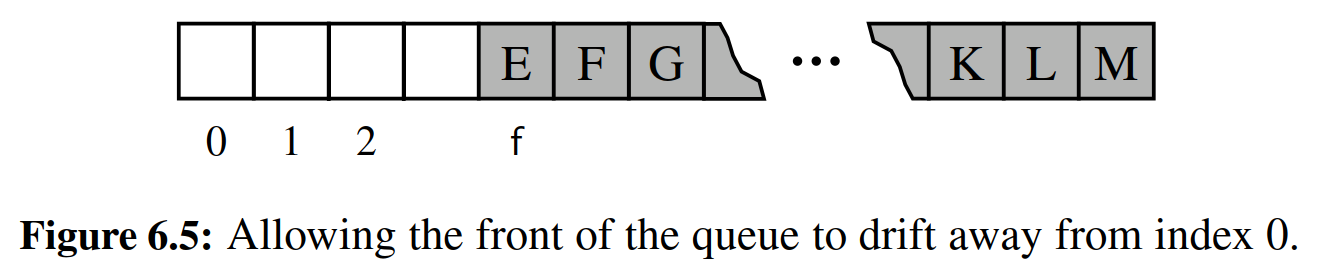 E F G ... K L M
0 1 2 f
Figure 6.5: Allowing the front of the queue to drift away from index 0.